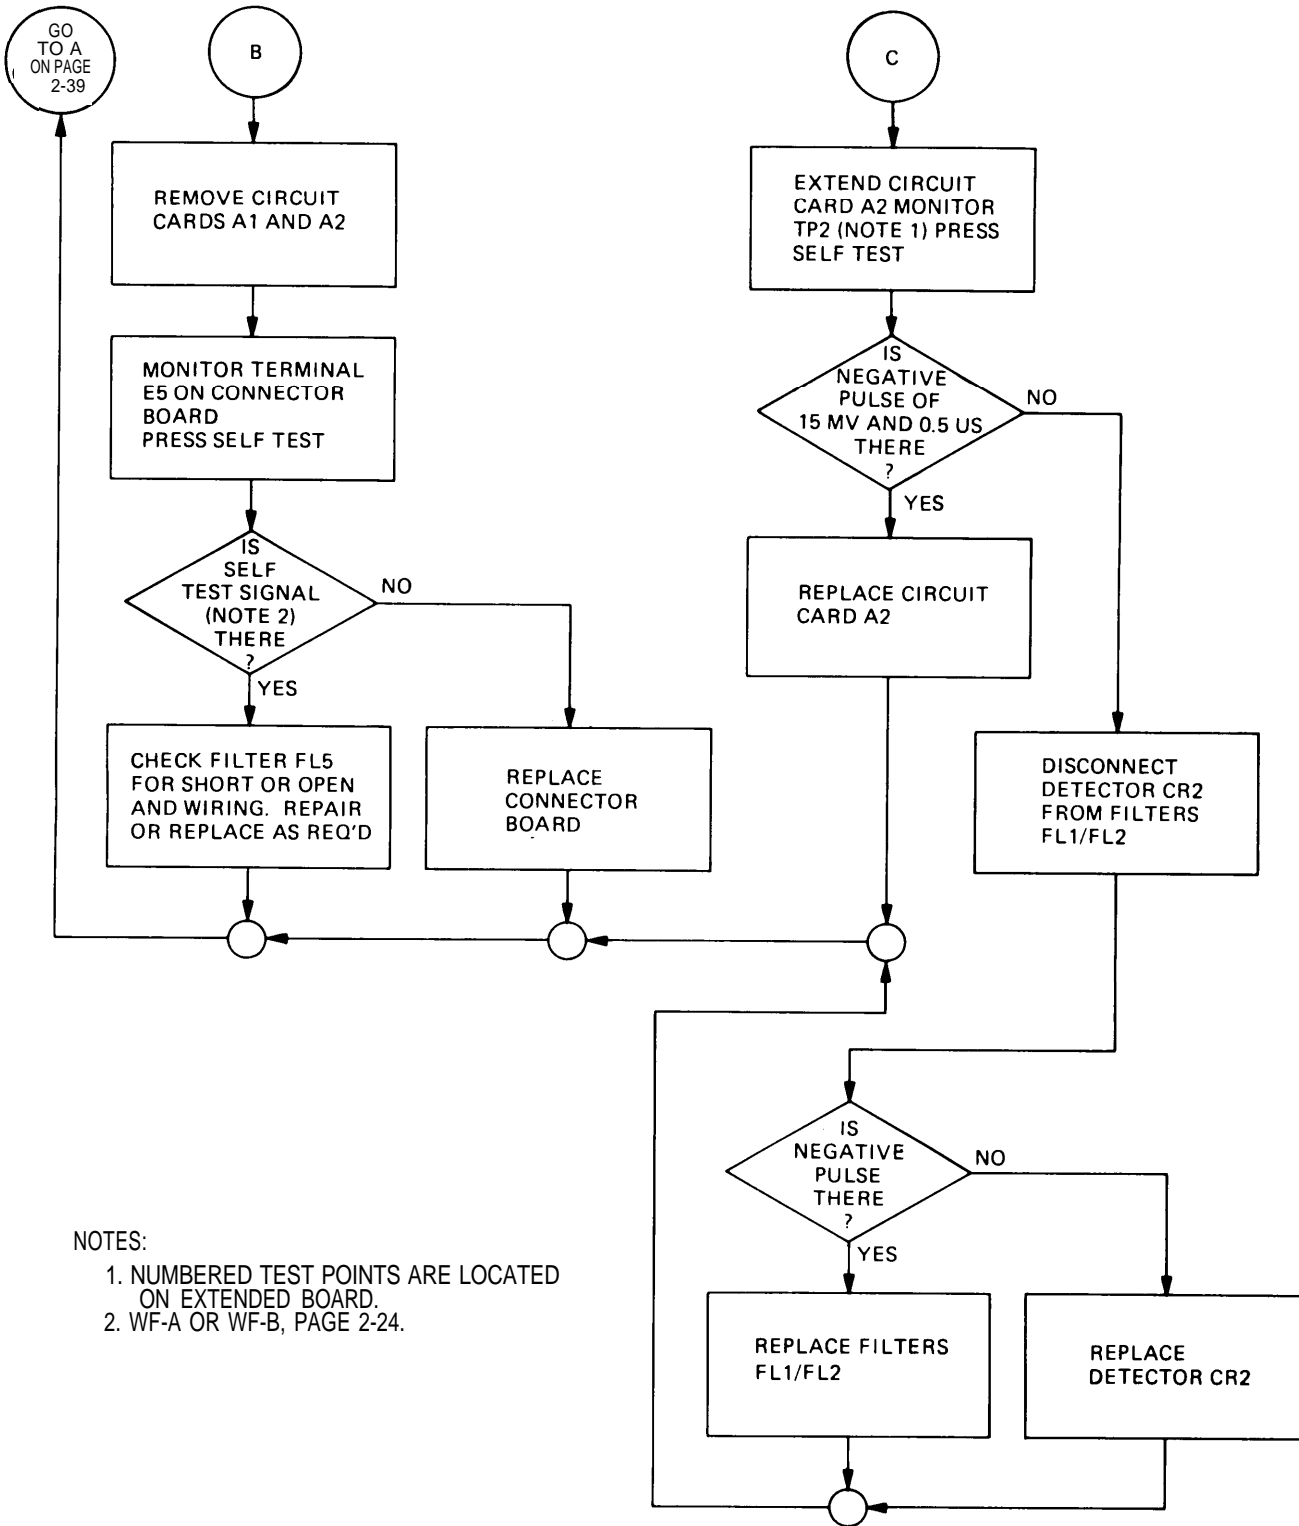 GO
TO A
ON PAGE
2-39
B
REMOVE CIRCUIT
CARDS A1 AND A2
MONITOR TERMINAL
E5 ON CONNECTOR
BOARD
PRESS SELF TEST
IS
SELF
TEST SIGNAL
(NOTE 2)
THERE
?
NO
YES
CHECK FILTER FL5
FOR SHORT OR OPEN
AND WIRING. REPAIR
OR REPLACE AS REQ'D
REPLACE
CONNECTOR
BOARD
C
EXTEND CIRCUIT
CARD A2 MONITOR
TP2 (NOTE 1) PRESS
SELF TEST
IS
NEGATIVE
PULSE OF
15 MV AND 0.5 US
THERE
?
NO
YES
REPLACE CIRCUIT
CARD A2
DISCONNECT
DETECTOR CR2
FROM FILTERS
FL1/FL2
IS
NEGATIVE
PULSE
THERE
?
NO
YES
REPLACE FILTERS
FL1/FL2
REPLACE
DETECTOR CR2
NOTES:
1. NUMBERED TEST POINTS ARE LOCATED
ON EXTENDED BOARD.
2. WF-A OR WF-B, PAGE 2-24.